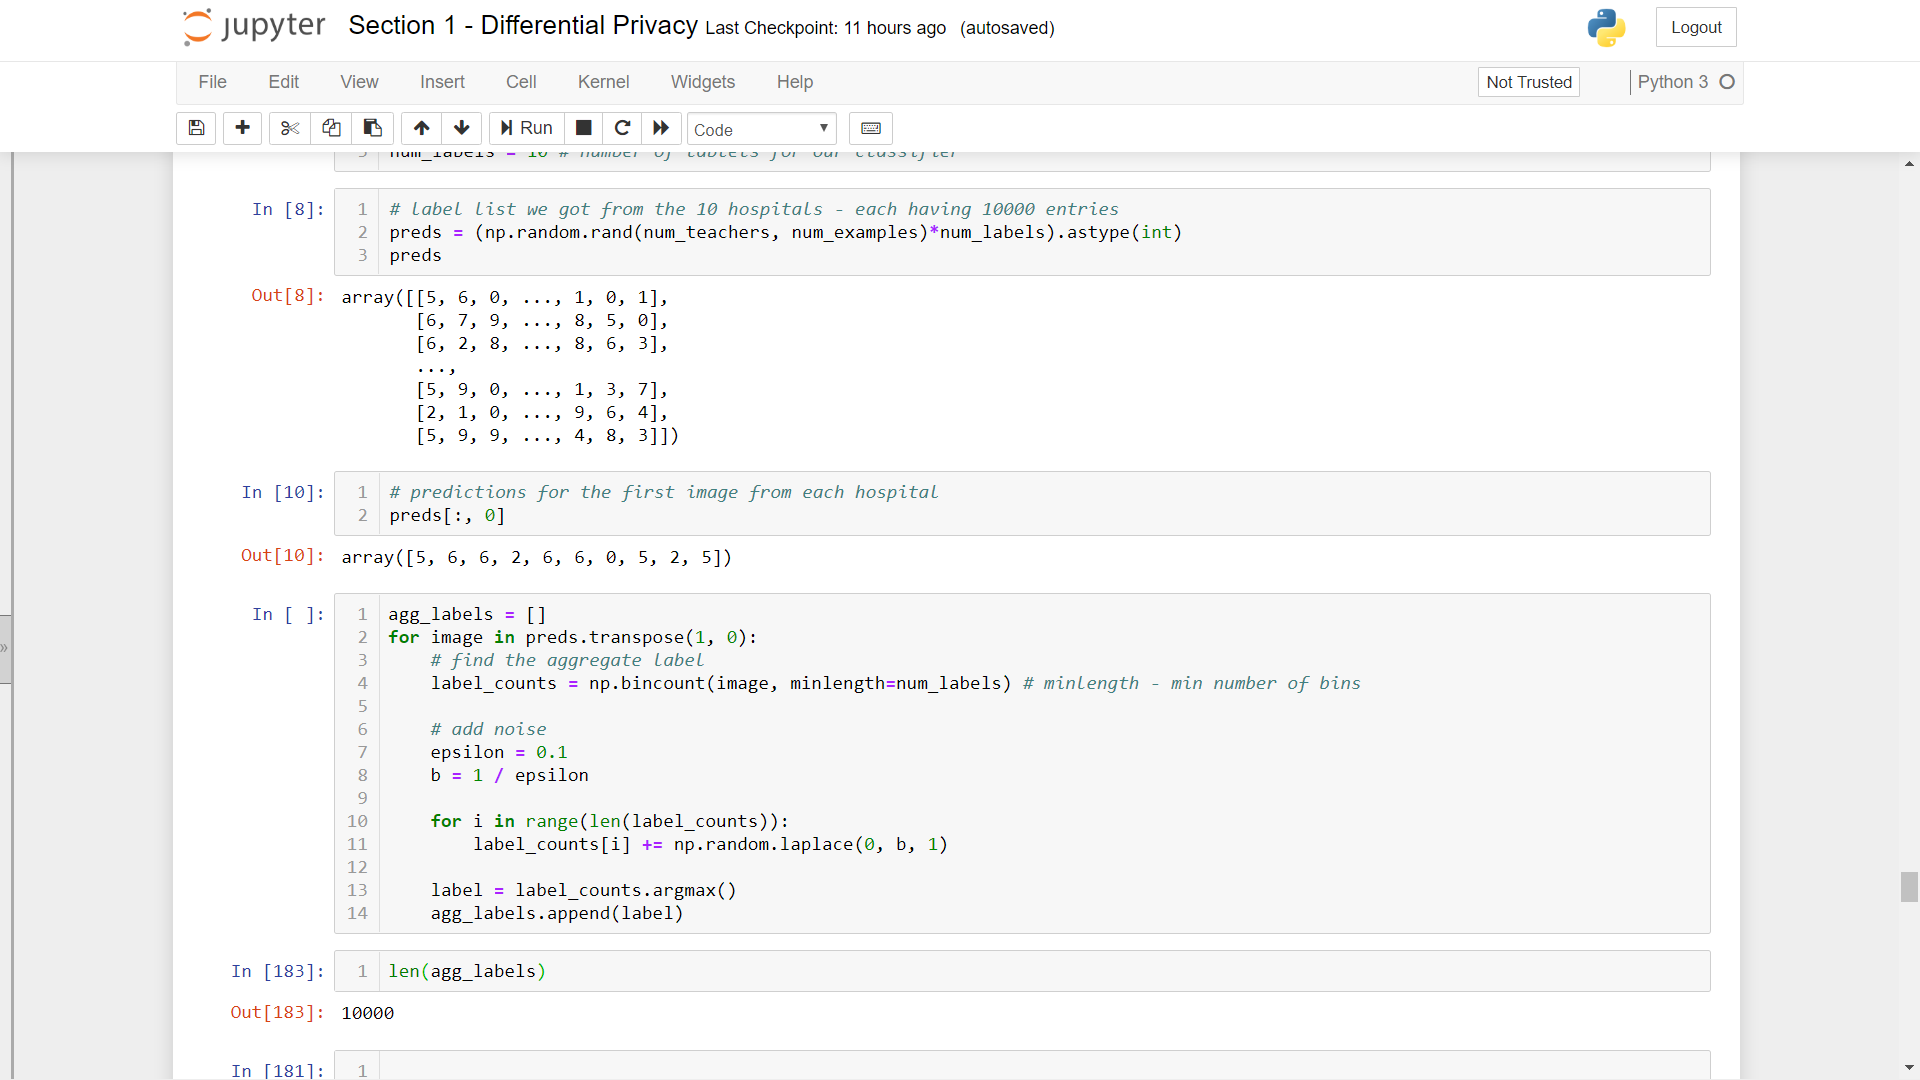 jupyter Section 1 - Differential Privacy Last Checkpoint: 11 hours ago (autosaved) Logout
File Edit View Insert Cell Kernel Widgets Help Not Trusted Python 3
Run Code
num_labels = 10 # number of lablels for our classifier
In [8]: 1 # label list we got from the 10 hospitals - each having 10000 entries
2 preds = (np.random.rand(num_teachers, num_examples)*num_labels).astype(int)
3 preds
Out[8]: array([[5, 6, 0, ..., 1, 0, 1],
[6, 7, 9, ..., 8, 5, 0],
[6, 2, 8, ..., 8, 6, 3],
...,
[5, 9, 0, ..., 1, 3, 7],
[2, 1, 0, ..., 9, 6, 4],
[5, 9, 9, ..., 4, 8, 3]])
In [10]: 1 # predictions for the first image from each hospital
2 preds[:, 0]
Out[10]: array([5, 6, 6, 2, 6, 6, 0, 5, 2, 5])
In [ ]: 1 agg_labels = []
2 for image in preds.transpose(1, 0):
3     # find the aggregate label
4     label_counts = np.bincount(image, minlength=num_labels) # minlength - min number of bins
5
6     # add noise
7     epsilon = 0.1
8     b = 1 / epsilon
9
10     for i in range(len(label_counts)):
11         label_counts[i] += np.random.laplace(0, b, 1)
12
13     label = label_counts.argmax()
14     agg_labels.append(label)
In [183]: 1 len(agg_labels)
Out[183]: 10000
In [181]: 1